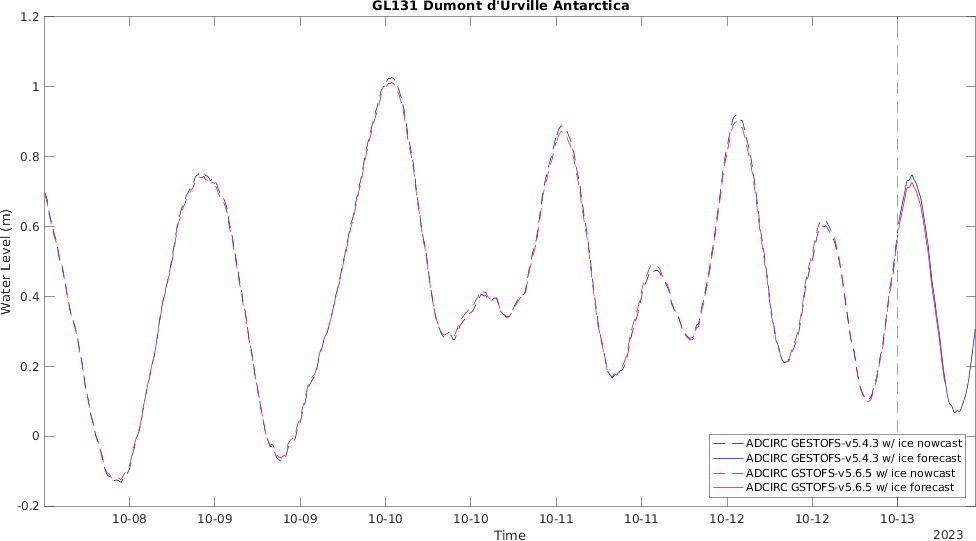 GL131 Dumont d'Urville Antarctica
1.2
1
0.8
0.6
0.4
0.2
0
-0.2
Water Level (m)
ADCIRC GESTOFS-v5.4.3 w/ ice nowcast
ADCIRC GESTOFS-v5.4.3 w/ ice forecast
ADCIRC GSTOFS-v5.6.5 w/ ice nowcast
ADCIRC GSTOFS-v5.6.5 w/ ice forecast
10-08 10-09 10-09 10-10 10-10 10-11 10-11 10-12 10-12 10-13
Time
2023